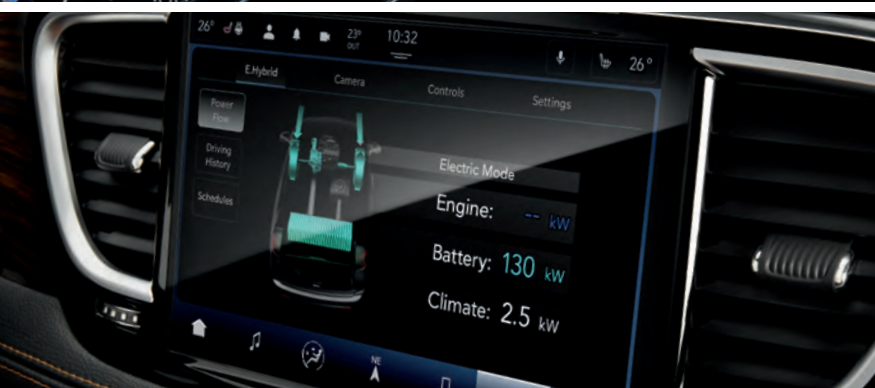 26°
23°
OUT
10:32
26°
E.Hybrid
Camera
Controls
Settings
Power
Flow
Driving
History
Schedules
Electric Mode
Engine: -- kW
Battery: 130 kW
Climate: 2.5 kW
NE